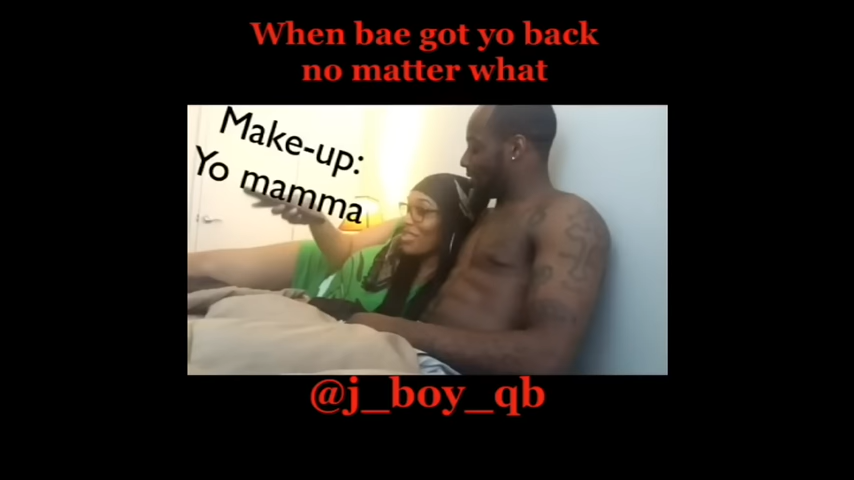 When bae got yo back
no matter what
Make-up:
Yo mamma
@j_boy_qb